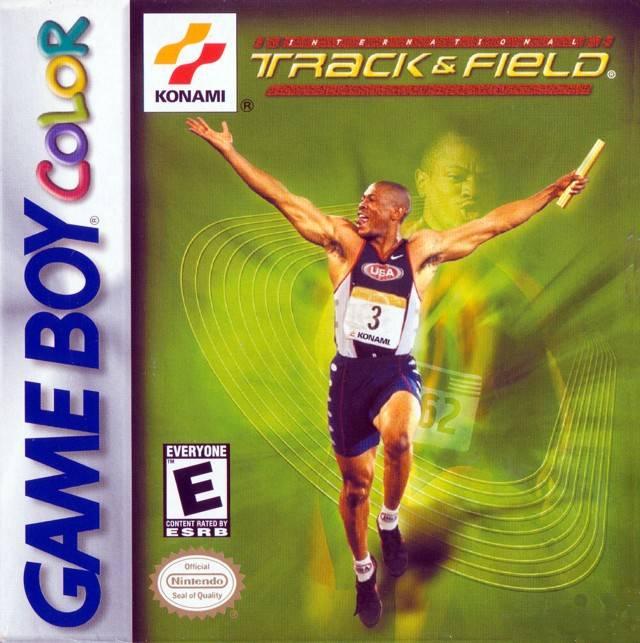 GAME BOY COLOR
®
KONAMI
®
INTERNATIONAL
TRACK & FIELD®
USA
3
KONAMI
62
EVERYONE
™
E
CONTENT RATED BY
ESRB
Official
Nintendo
Seal of Quality
®